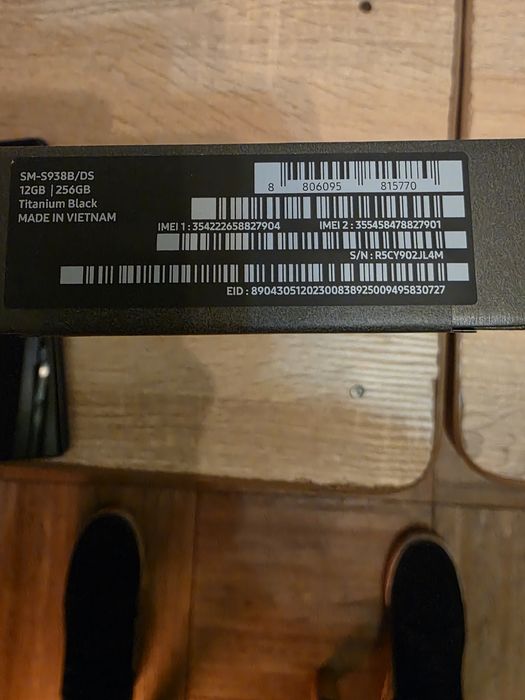 SM-S938B/DS
12GB | 256GB
Titanium Black
MADE IN VIETNAM
8 806095 815770
IMEI 1 : 354222658827904 IMEI 2 : 355458478827901
S/N : R5CY902JL4M
EID : 89043051202300838925009495830727